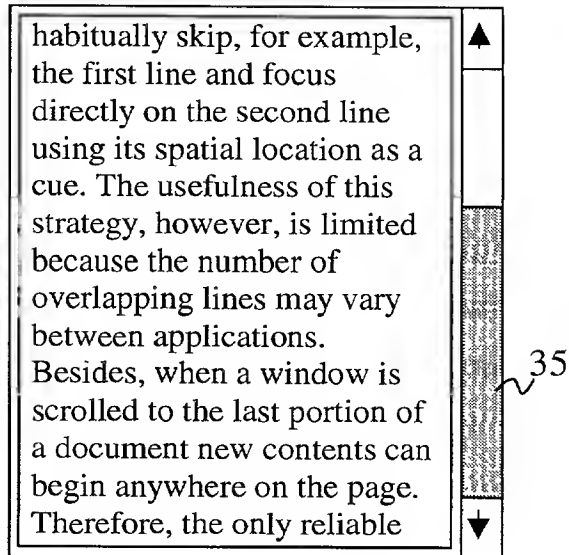 habitually skip, for example,
the first line and focus
directly on the second line
using its spatial location as a
cue. The usefulness of this
strategy, however, is limited
because the number of
overlapping lines may vary
between applications.
Besides, when a window is
scrolled to the last portion of
a document new contents can
begin anywhere on the page.
Therefore, the only reliable
35